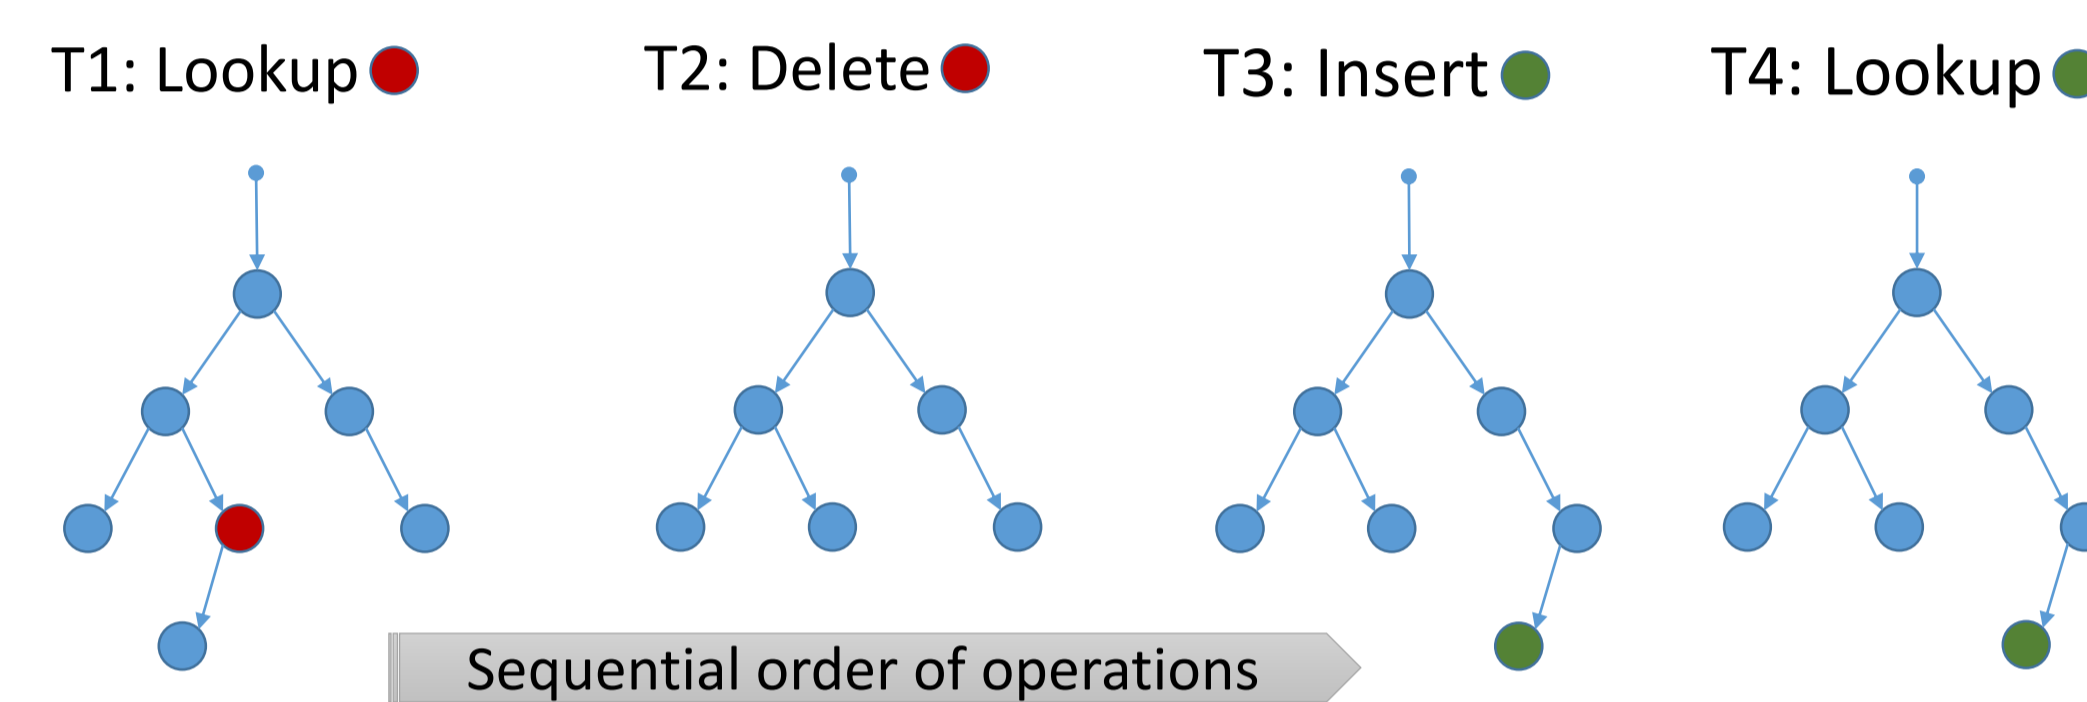 T1: Lookup
T2: Delete
T3: Insert
T4: Lookup
Sequential order of operations